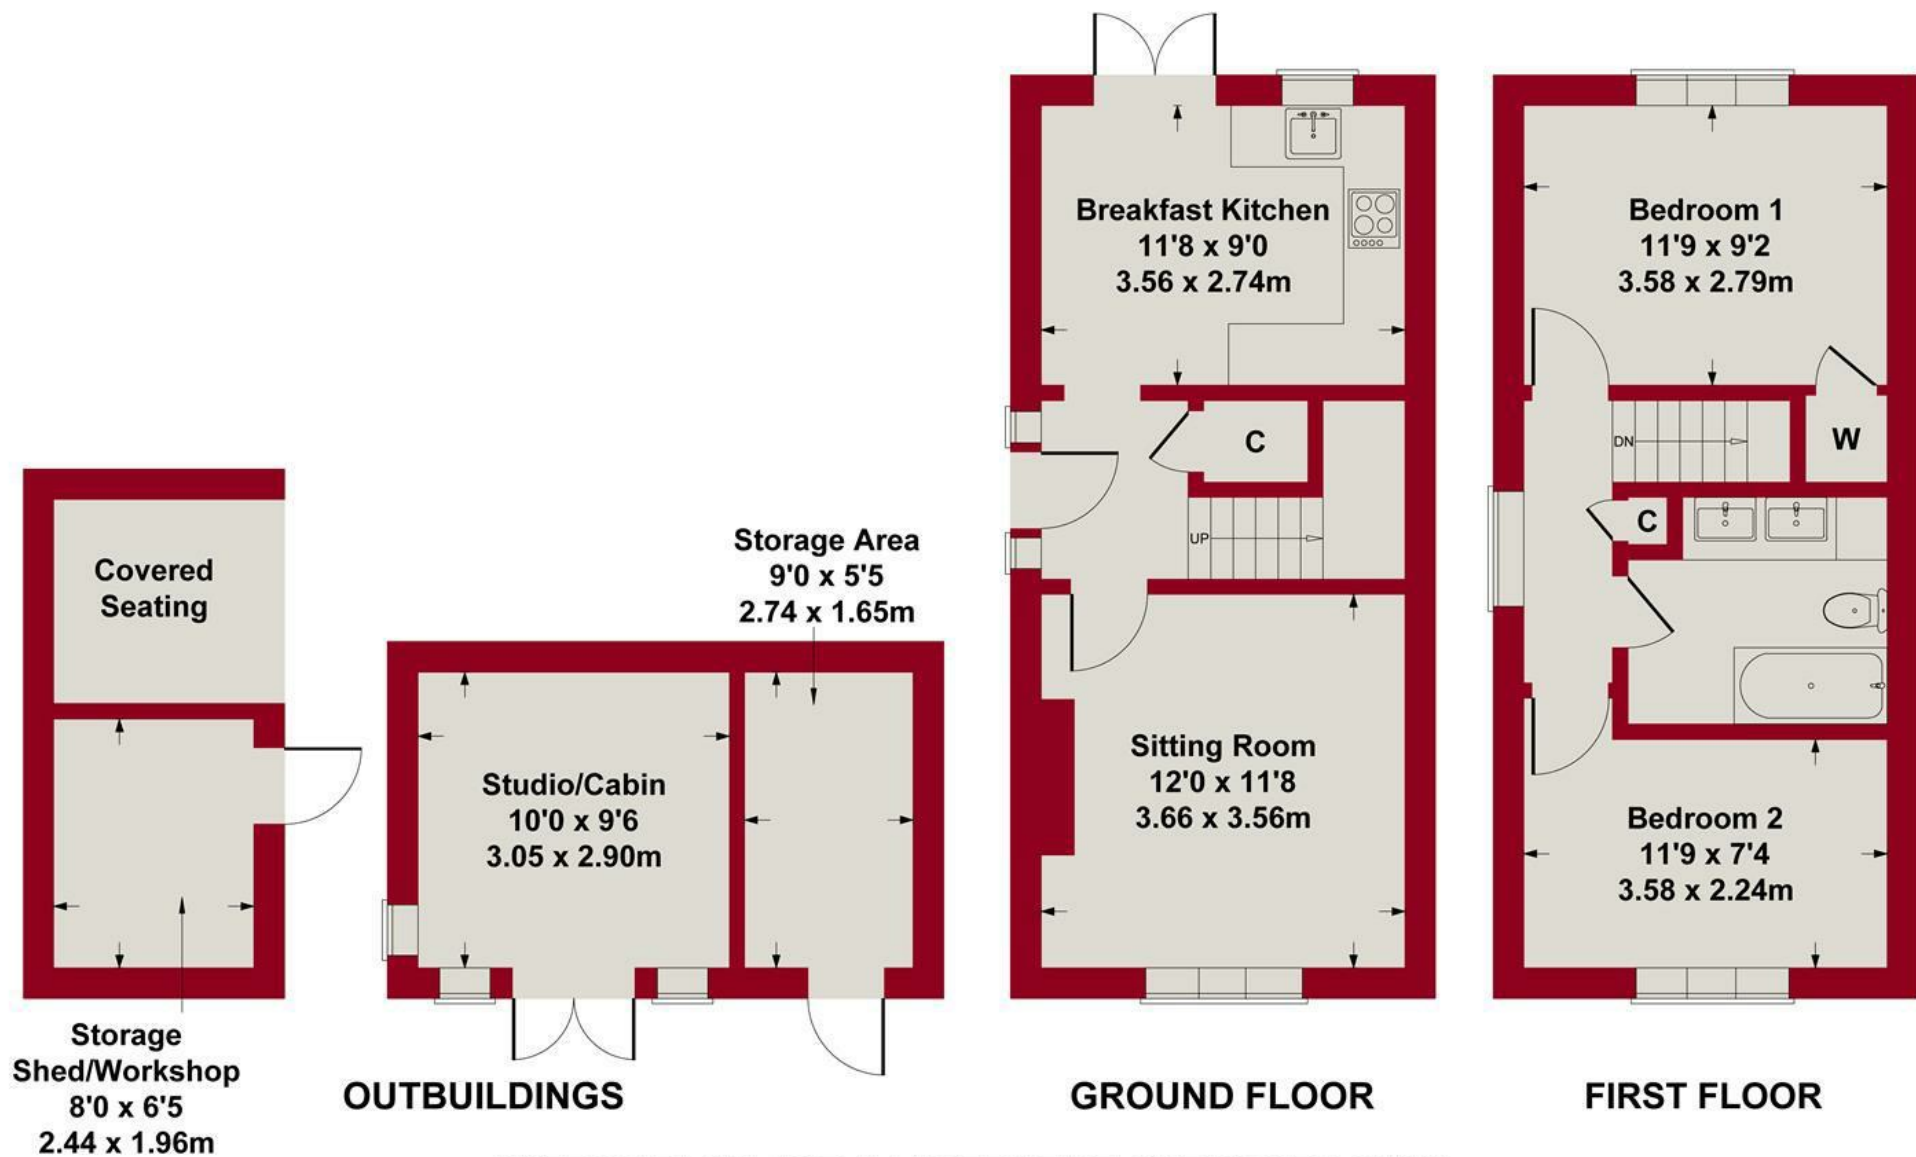 Breakfast Kitchen
11'8 x 9'0
3.56 x 2.74m
Bedroom 1
11'9 x 9'2
3.58 x 2.79m
C
DN
W
UP
C
Covered
Seating
Storage Area
9'0 x 5'5
2.74 x 1.65m
Studio/Cabin
10'0 x 9'6
3.05 x 2.90m
Sitting Room
12'0 x 11'8
3.66 x 3.56m
Bedroom 2
11'9 x 7'4
3.58 x 2.24m
Storage
Shed/Workshop
8'0 x 6'5
2.44 x 1.96m
OUTBUILDINGS
GROUND FLOOR
FIRST FLOOR